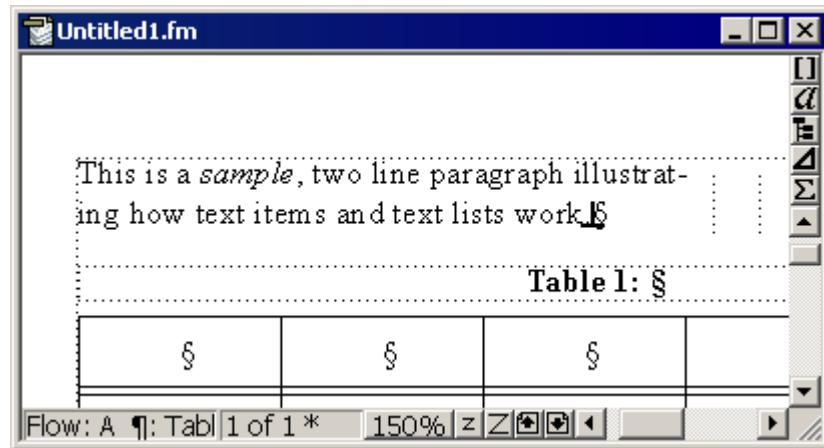 Untitled1.fm
This is a sample, two line paragraph illustrat-
ing how text items and text lists work.§
Table 1: §
§ § §
Flow: A ¶: Tabl 1 of 1 * 150% z Z